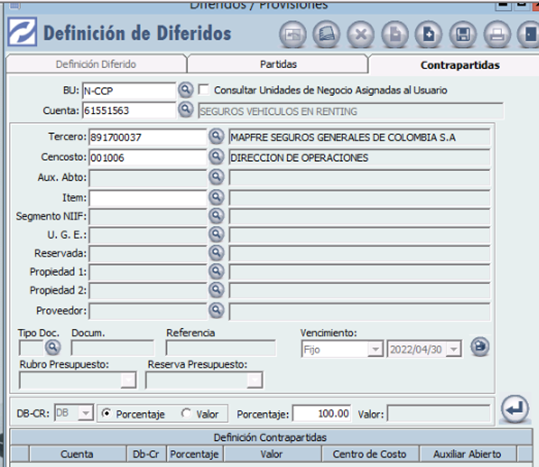 Diferidos / Provisiones
Definición de Diferidos
Definición Diferido Partidas Contrapartidas
BU: N-CCP Consultar Unidades de Negocio Asignadas al Usuario
Cuenta: 61551563 SEGUROS VEHICULOS EN RENTING
Tercero: 891700037 MAPFRE SEGUROS GENERALES DE COLOMBIA S.A
Cencosto: 001006 DIRECCION DE OPERACIONES
Aux. Abto:
Item:
Segmento NIIF:
U. G. E.:
Reservada:
Propiedad 1:
Propiedad 2:
Proveedor:
Tipo Doc. Docum. Referencia Vencimiento:
Fijo 2022/04/30
Rubro Presupuesto: Reserva Presupuesto:
DB-CR: DB Porcentaje Valor Porcentaje: 100.00 Valor:
Definición Contrapartidas
Cuenta Db-Cr Porcentaje Valor Centro de Costo Auxiliar Abierto